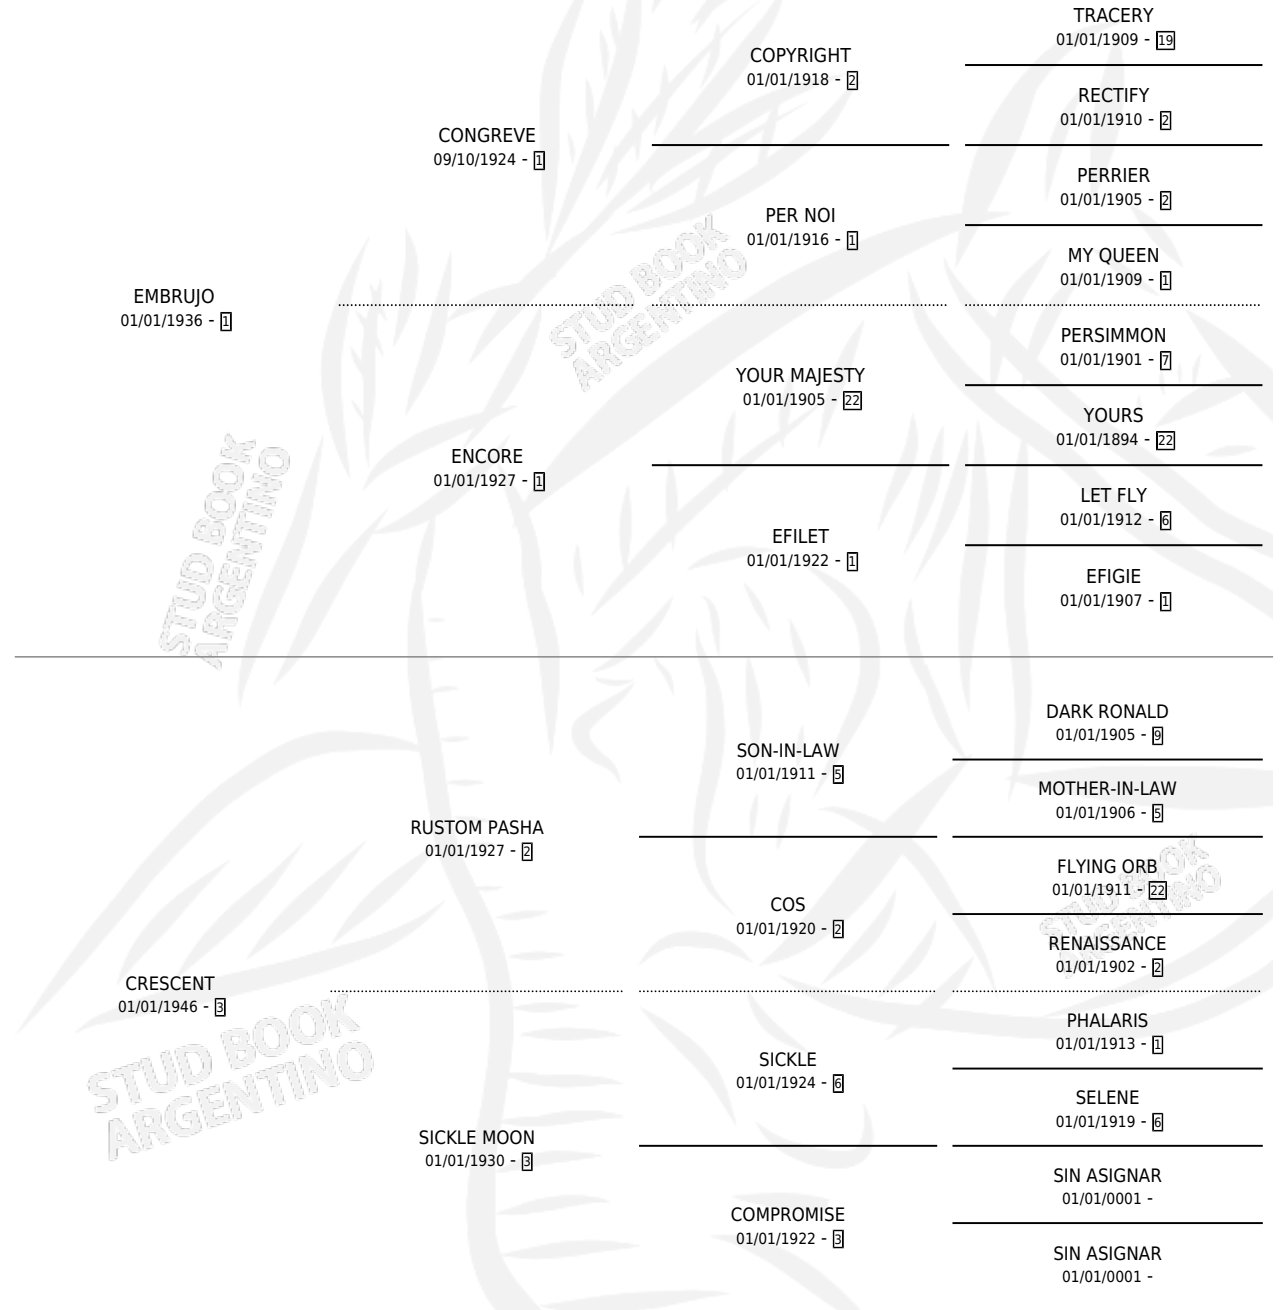 TRACERY
01/01/1909 - 19
COPYRIGHT
01/01/1918 - 2
RECTIFY
01/01/1910 - 2
CONGREVE
09/10/1924 - 1
PERRIER
01/01/1905 - 2
PER NOI
01/01/1916 - 1
MY QUEEN
01/01/1909 - 1
EMBRUJO
01/01/1936 - 1
PERSIMMON
01/01/1901 - 7
YOUR MAJESTY
01/01/1905 - 22
YOURS
01/01/1894 - 22
ENCORE
01/01/1927 - 1
LET FLY
01/01/1912 - 6
EFILET
01/01/1922 - 1
EFIGIE
01/01/1907 - 1
DARK RONALD
01/01/1905 - 9
SON-IN-LAW
01/01/1911 - 5
MOTHER-IN-LAW
01/01/1906 - 5
RUSTOM PASHA
01/01/1927 - 2
FLYING ORB
01/01/1911 - 22
COS
01/01/1920 - 2
RENAISSANCE
01/01/1902 - 2
CRESCENT
01/01/1946 - 3
PHALARIS
01/01/1913 - 1
SICKLE
01/01/1924 - 6
SELENE
01/01/1919 - 6
SICKLE MOON
01/01/1930 - 3
SIN ASIGNAR
01/01/0001 -
COMPROMISE
01/01/1922 - 3
SIN ASIGNAR
01/01/0001 -
STUD BOOK
ARGENTINO
STUD BOOK
ARGENTINO
STUD BOOK
ARGENTINO
STUD BOOK
ARGENTINO